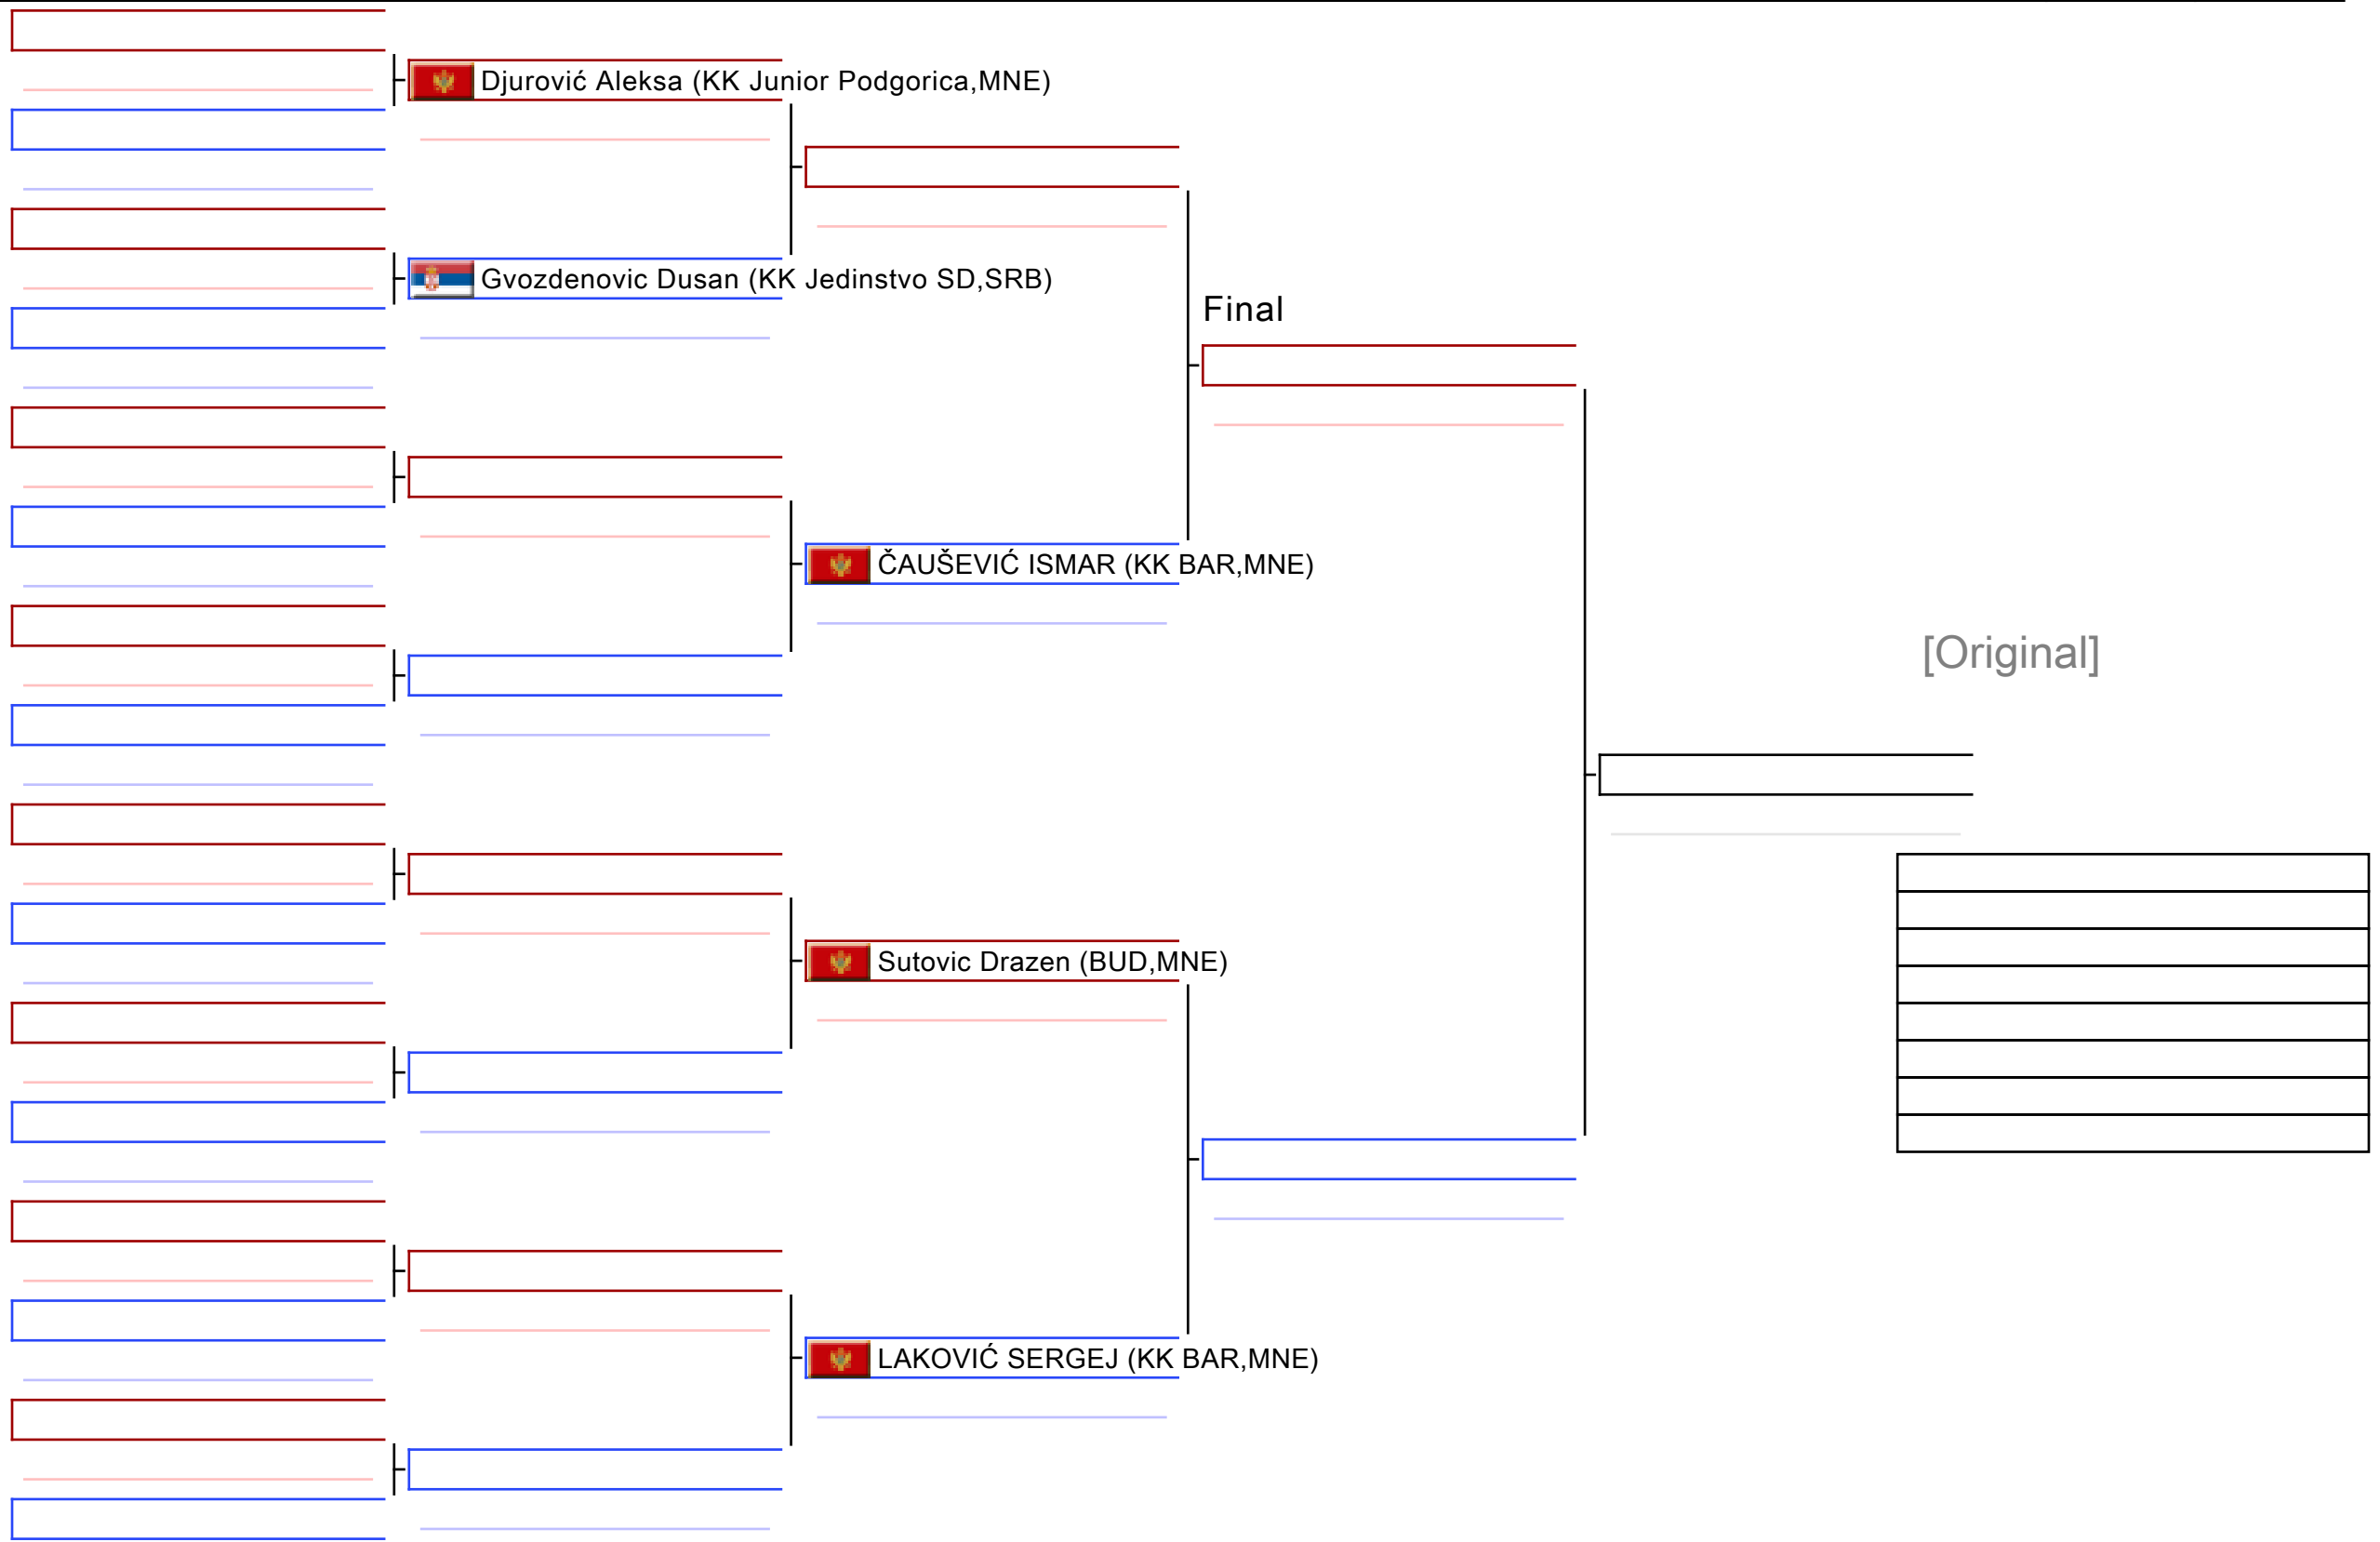 Djurović Aleksa (KK Junior Podgorica,MNE)
Gvozdenovic Dusan (KK Jedinstvo SD,SRB)
Final
ČAUŠEVIĆ ISMAR (KK BAR,MNE)
[Original]
Sutovic Drazen (BUD,MNE)
LAKOVIĆ SERGEJ (KK BAR,MNE)